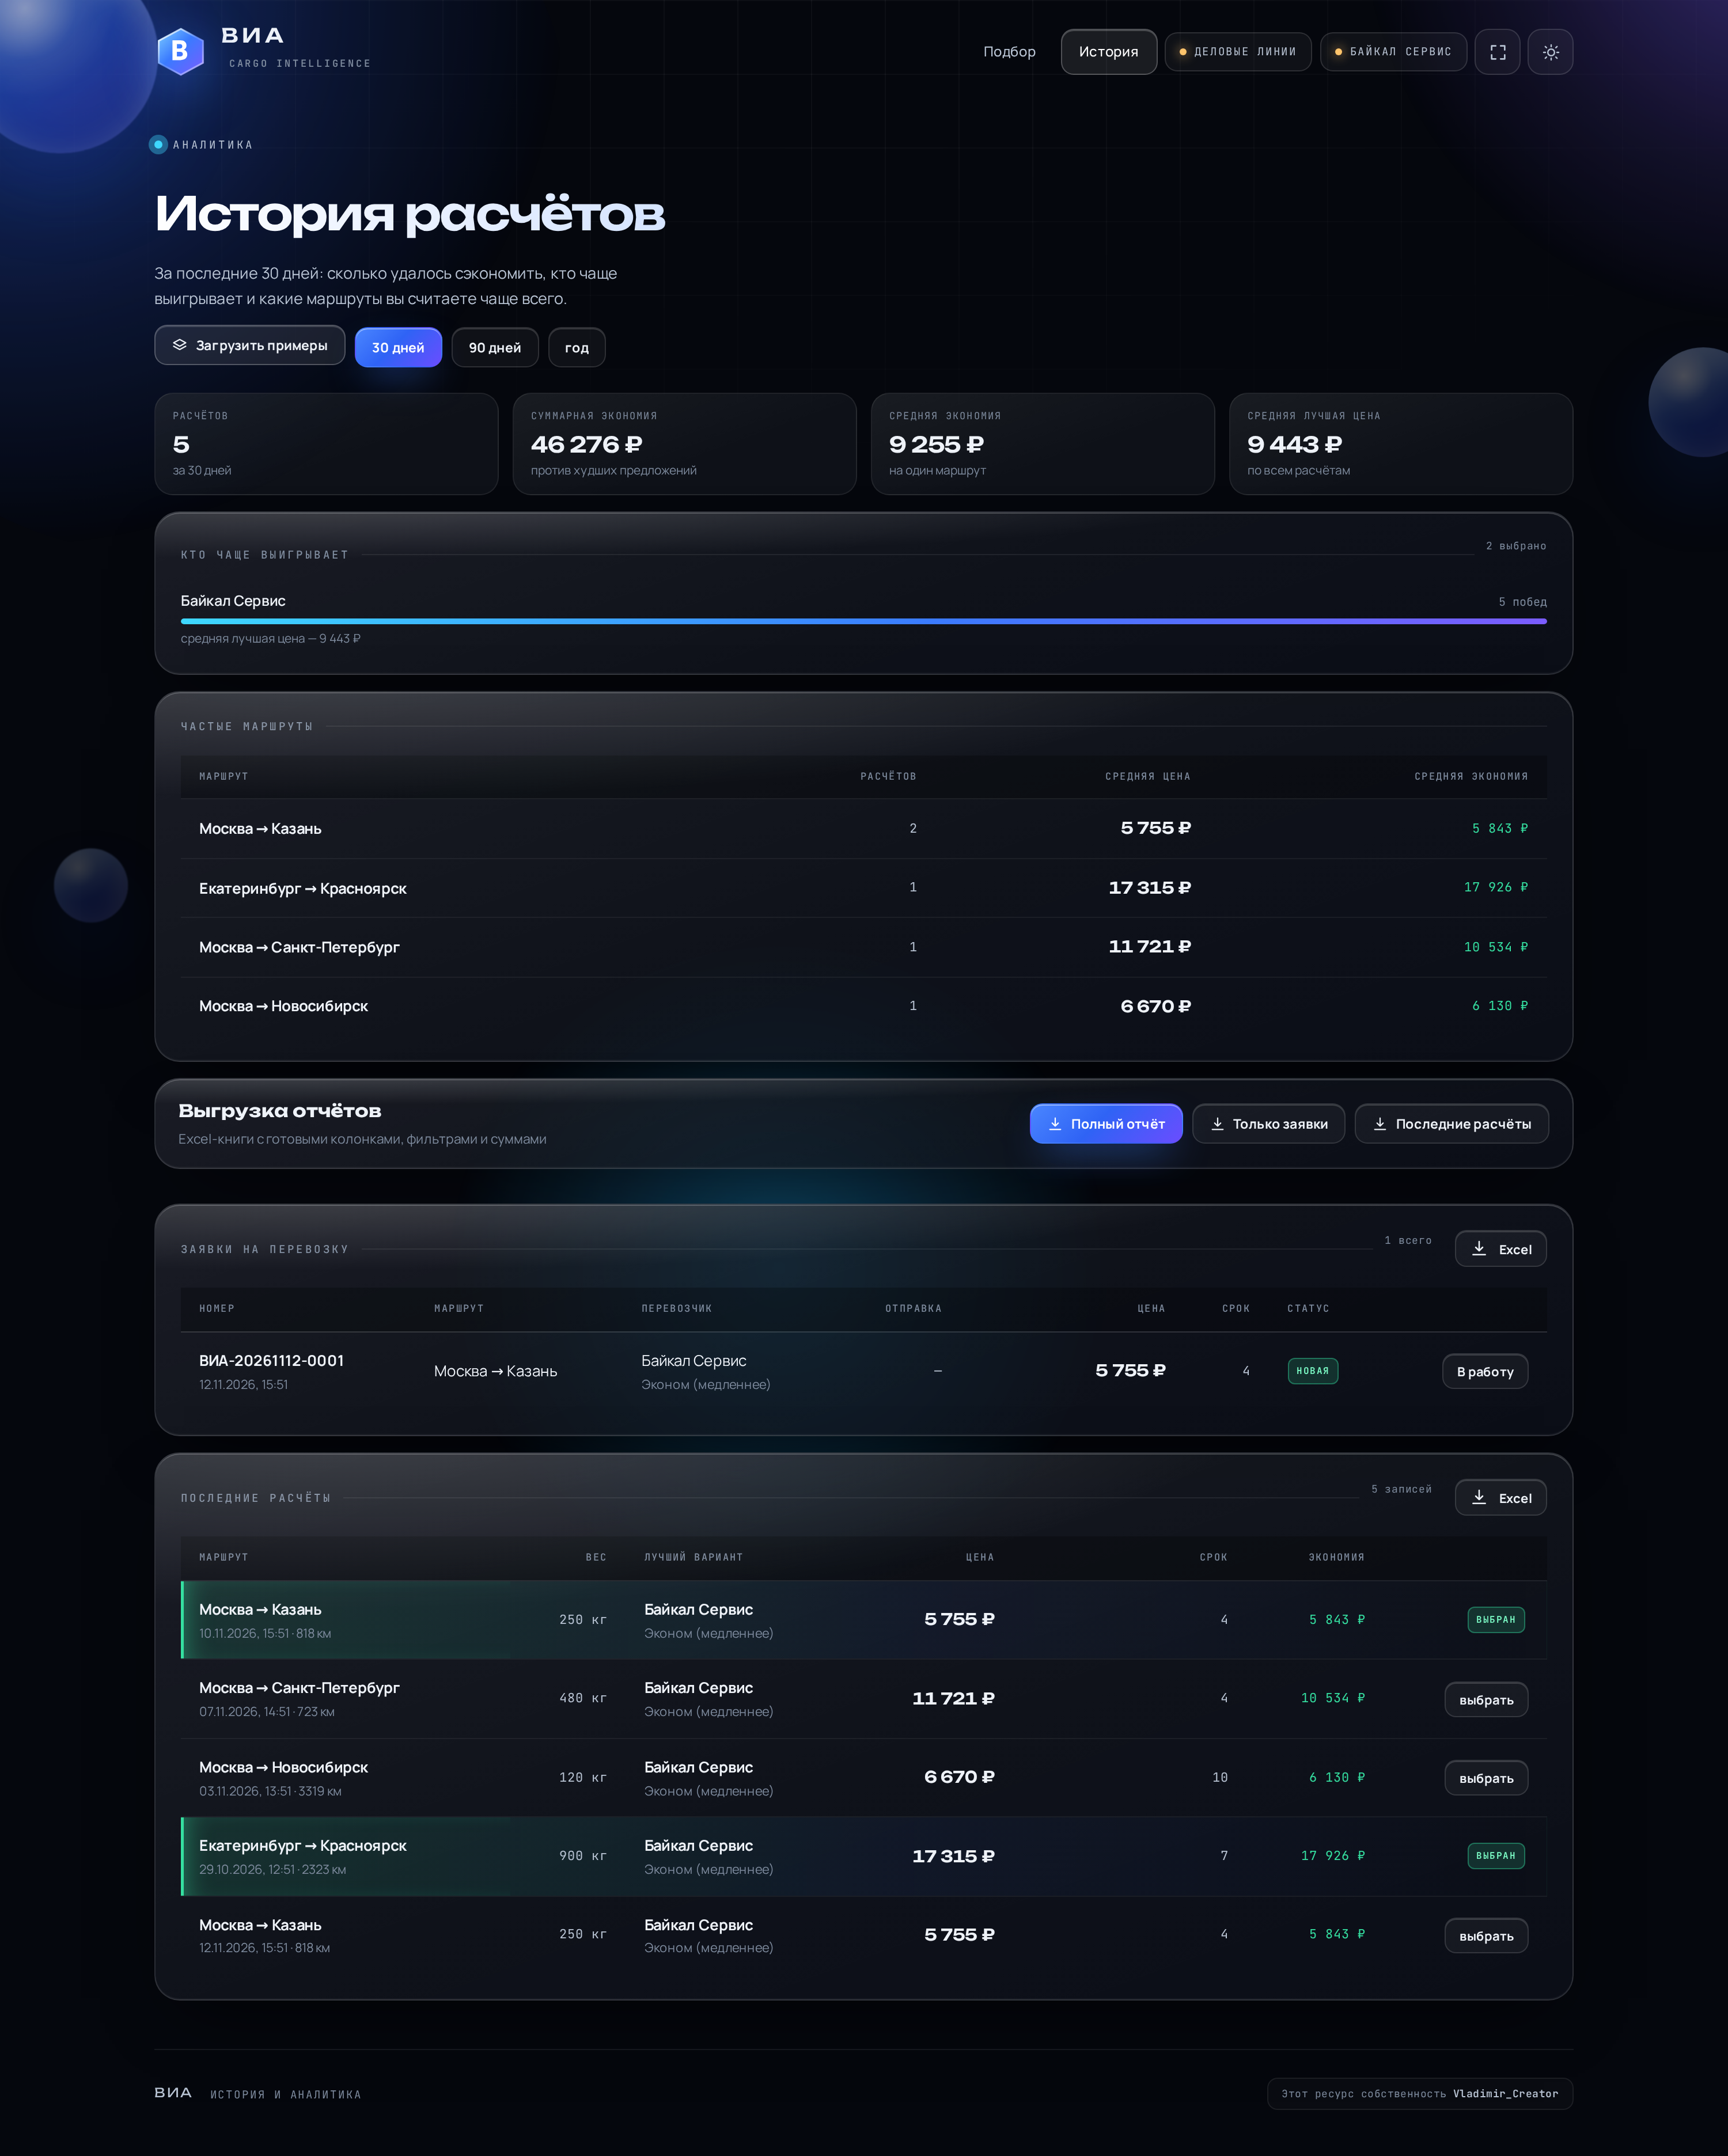 В
ВИА
CARGO INTELLIGENCE
Подбор
История
ДЕЛОВЫЕ ЛИНИИ
БАЙКАЛ СЕРВИС
АНАЛИТИКА
История расчётов
За последние 30 дней: сколько удалось сэкономить, кто чаще
выигрывает и какие маршруты вы считаете чаще всего.
Загрузить примеры
30 дней
90 дней
год
РАСЧЁТОВ
5
за 30 дней
СУММАРНАЯ ЭКОНОМИЯ
46 276 ₽
против худших предложений
СРЕДНЯЯ ЭКОНОМИЯ
9 255 ₽
на один маршрут
СРЕДНЯЯ ЛУЧШАЯ ЦЕНА
9 443 ₽
по всем расчётам
КТО ЧАЩЕ ВЫИГРЫВАЕТ
2 выбрано
Байкал Сервис
5 побед
средняя лучшая цена — 9 443 ₽
ЧАСТЫЕ МАРШРУТЫ
МАРШРУТ РАСЧЁТОВ СРЕДНЯЯ ЦЕНА СРЕДНЯЯ ЭКОНОМИЯ
Москва → Казань 2 5 755 ₽ 5 843 ₽
Екатеринбург → Красноярск 1 17 315 ₽ 17 926 ₽
Москва → Санкт-Петербург 1 11 721 ₽ 10 534 ₽
Москва → Новосибирск 1 6 670 ₽ 6 130 ₽
Выгрузка отчётов
Excel-книги с готовыми колонками, фильтрами и суммами
Полный отчёт
Только заявки
Последние расчёты
ЗАЯВКИ НА ПЕРЕВОЗКУ
1 всего
Excel
НОМЕР МАРШРУТ ПЕРЕВОЗЧИК ОТПРАВКА ЦЕНА СРОК СТАТУС
ВИА-20261112-0001
12.11.2026, 15:51
Москва → Казань
Байкал Сервис
Эконом (медленнее)
—
5 755 ₽
4
НОВАЯ
В работу
ПОСЛЕДНИЕ РАСЧЁТЫ
5 записей
Excel
МАРШРУТ ВЕС ЛУЧШИЙ ВАРИАНТ ЦЕНА СРОК ЭКОНОМИЯ
Москва → Казань
10.11.2026, 15:51 · 818 км
250 кг
Байкал Сервис
Эконом (медленнее)
5 755 ₽
4
5 843 ₽
ВЫБРАН
Москва → Санкт-Петербург
07.11.2026, 14:51 · 723 км
480 кг
Байкал Сервис
Эконом (медленнее)
11 721 ₽
4
10 534 ₽
выбрать
Москва → Новосибирск
03.11.2026, 13:51 · 3319 км
120 кг
Байкал Сервис
Эконом (медленнее)
6 670 ₽
10
6 130 ₽
выбрать
Екатеринбург → Красноярск
29.10.2026, 12:51 · 2323 км
900 кг
Байкал Сервис
Эконом (медленнее)
17 315 ₽
7
17 926 ₽
ВЫБРАН
Москва → Казань
12.11.2026, 15:51 · 818 км
250 кг
Байкал Сервис
Эконом (медленнее)
5 755 ₽
4
5 843 ₽
выбрать
ВИА
ИСТОРИЯ И АНАЛИТИКА
Этот ресурс собственность Vladimir_Creator